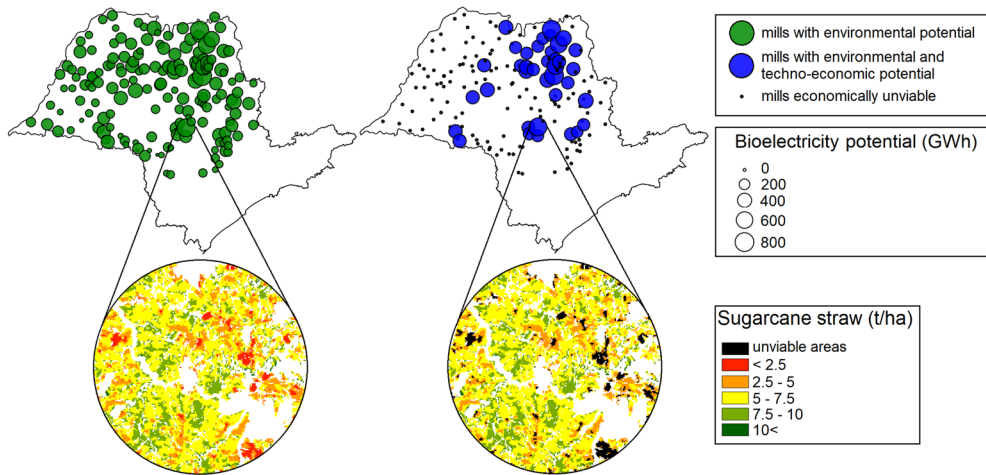 mills with environmental potential
mills with environmental and
techno-economic potential
mills economically unviable
Bioelectricity potential (GWh)
0
200
400
600
800
Sugarcane straw (t/ha)
unviable areas
< 2.5
2.5 - 5
5 - 7.5
7.5 - 10
10<